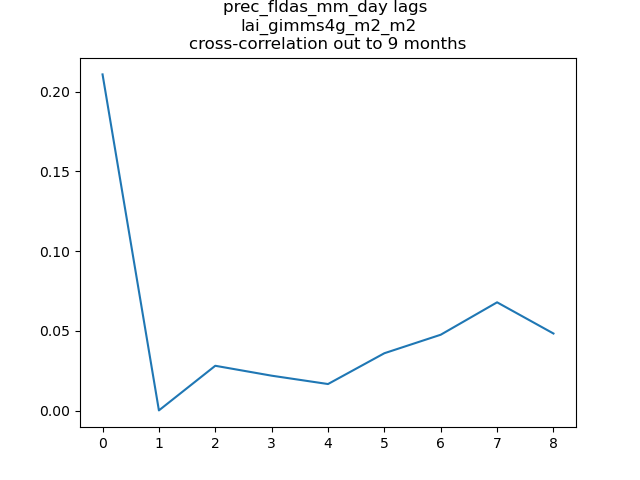 prec_fldas_mm_day lags
lai_gimms4g_m2_m2
cross-correlation out to 9 months
0.20
0.15
0.10
0.05
0.00
0 1 2 3 4 5 6 7 8